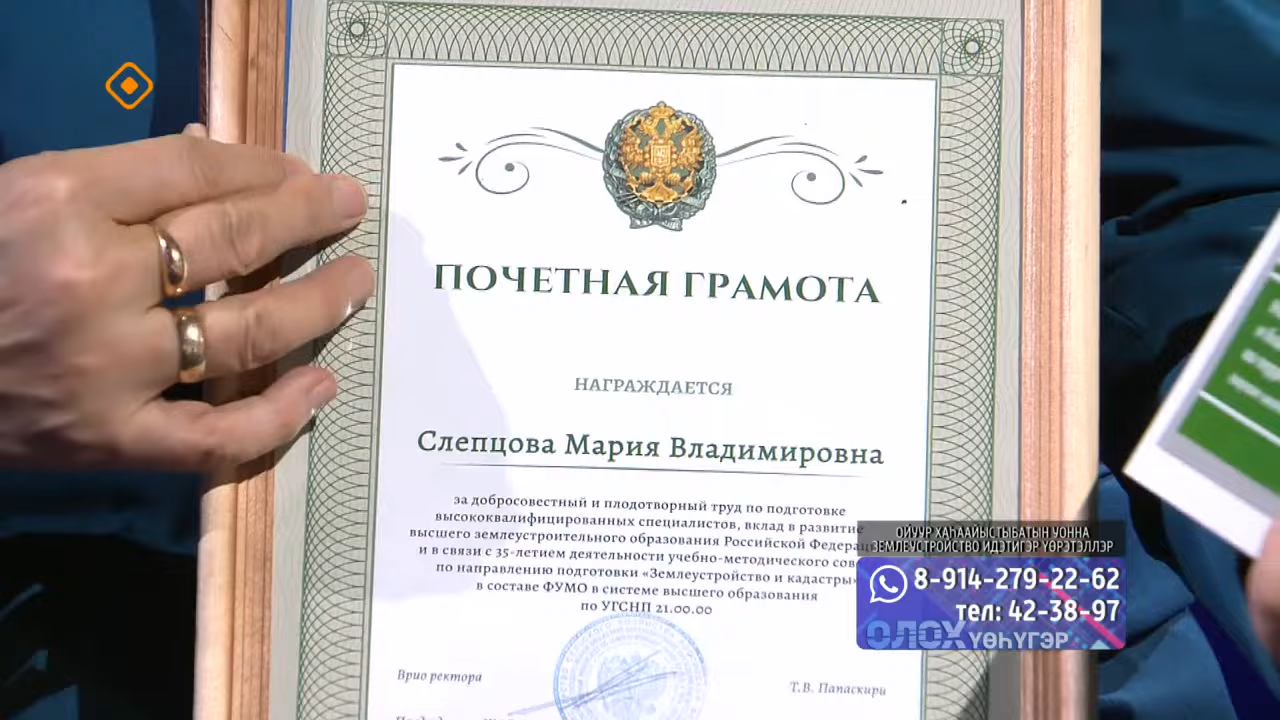 ПОЧЕТНАЯ ГРАМОТА
НАГРАЖДАЕТСЯ
Слепцова Мария Владимировна
за добросовестный и плодотворный труд по подготовке
высококвалифицированных специалистов, вклад в развитие
высшего землеустроительного образования Российской
и в связи с 35-летием деятельности учебно-методического
по направлению подготовки «Землеустройство и кадастры»
в составе ФУМО в системе высшего образования
по УГСНП 21.00.00
Врио ректора
Т.В. Папаскири
ОЙУУР ХАҺААЙЫСТЫБАТЫН УОННА
ЗЕМЛЕУСТРОЙСТВО ИДЭТИГЭР ҮӨРЭТЭЛЛЭР
8-914-279-22-62
тел: 42-38-97
ОЛОХ ҮӨҺҮГЭР